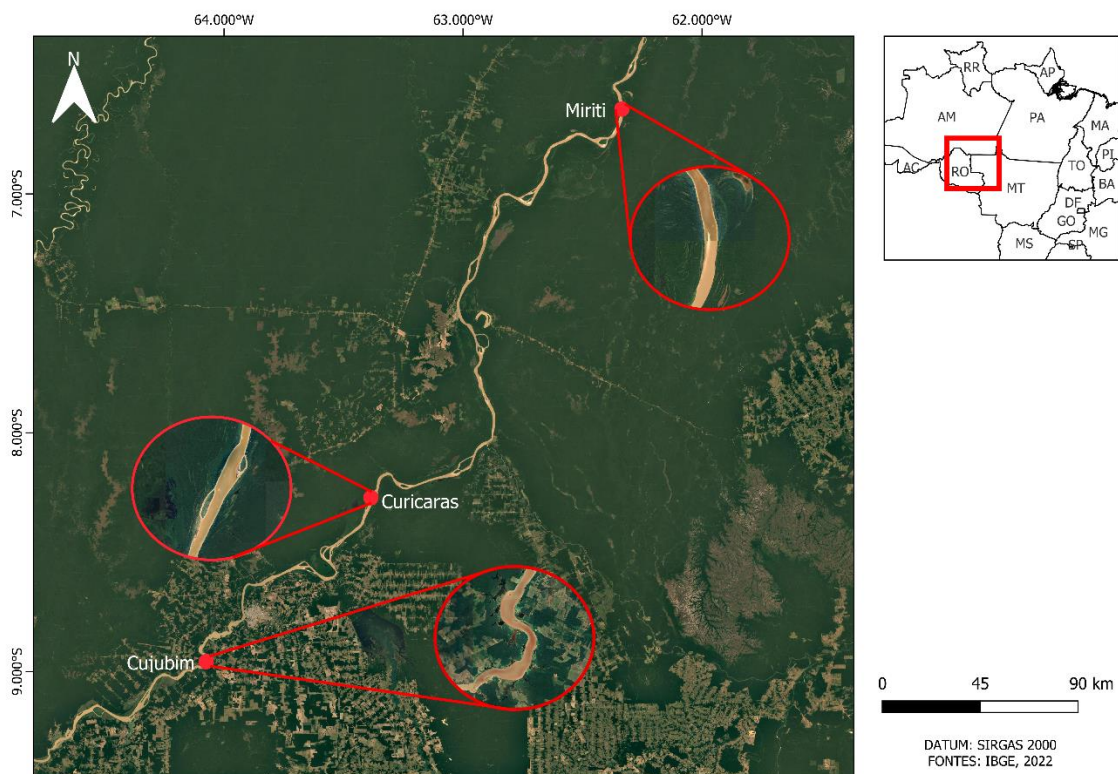 64.000°W 63.000°W 62.000°W
N
7.000°S
8.000°S
9.000°S
Miriti
Curicaras
Cujubim
RR
AP
AM
PA
MA
PI
AC
RO
TO
BA
MT
DF
GO
MG
MS
SP
0 45 90 km
DATUM: SIRGAS 2000
FONTES: IBGE, 2022